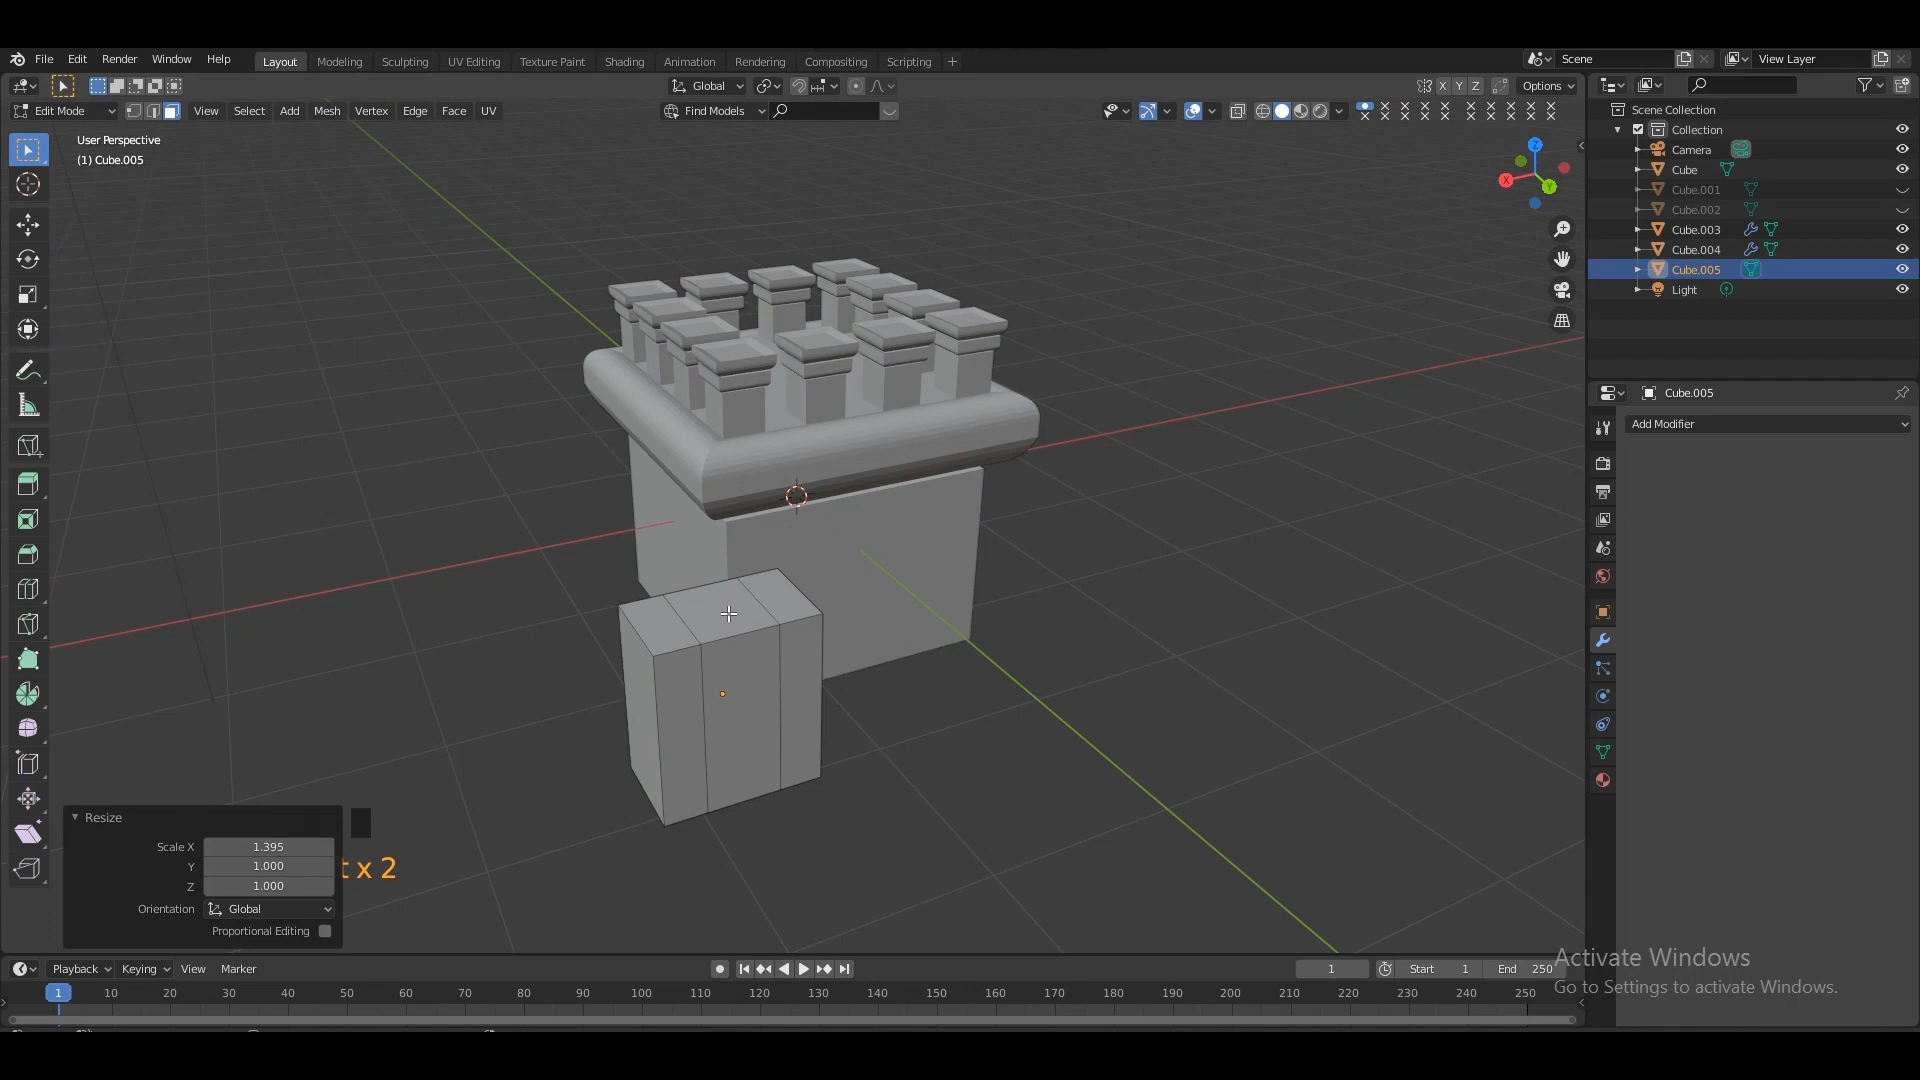 File Edit Render Window Help Layout Modeling Sculpting UV Editing Texture Paint Shading Animation Rendering Compositing Scripting + Scene View Layer
Global X Y Z Options
Edit Mode View Select Add Mesh Vertex Edge Face UV Find Models
User Perspective
(1) Cube.005
Z
X
Y
Scene Collection
Collection
Camera
Cube
Cube.001
Cube.002
Cube.003
Cube.004
Cube.005
Light
Cube.005
Add Modifier
Resize
Scale X 1.395
Y 1.000
Z 1.000
Orientation Global
Proportional Editing
t x 2
Playback Keying View Marker 1 Start 1 End 250
1 10 20 30 40 50 60 70 80 90 100 110 120 130 140 150 160 170 180 190 200 210 220 230 240 250
Activate Windows
Go to Settings to activate Windows.